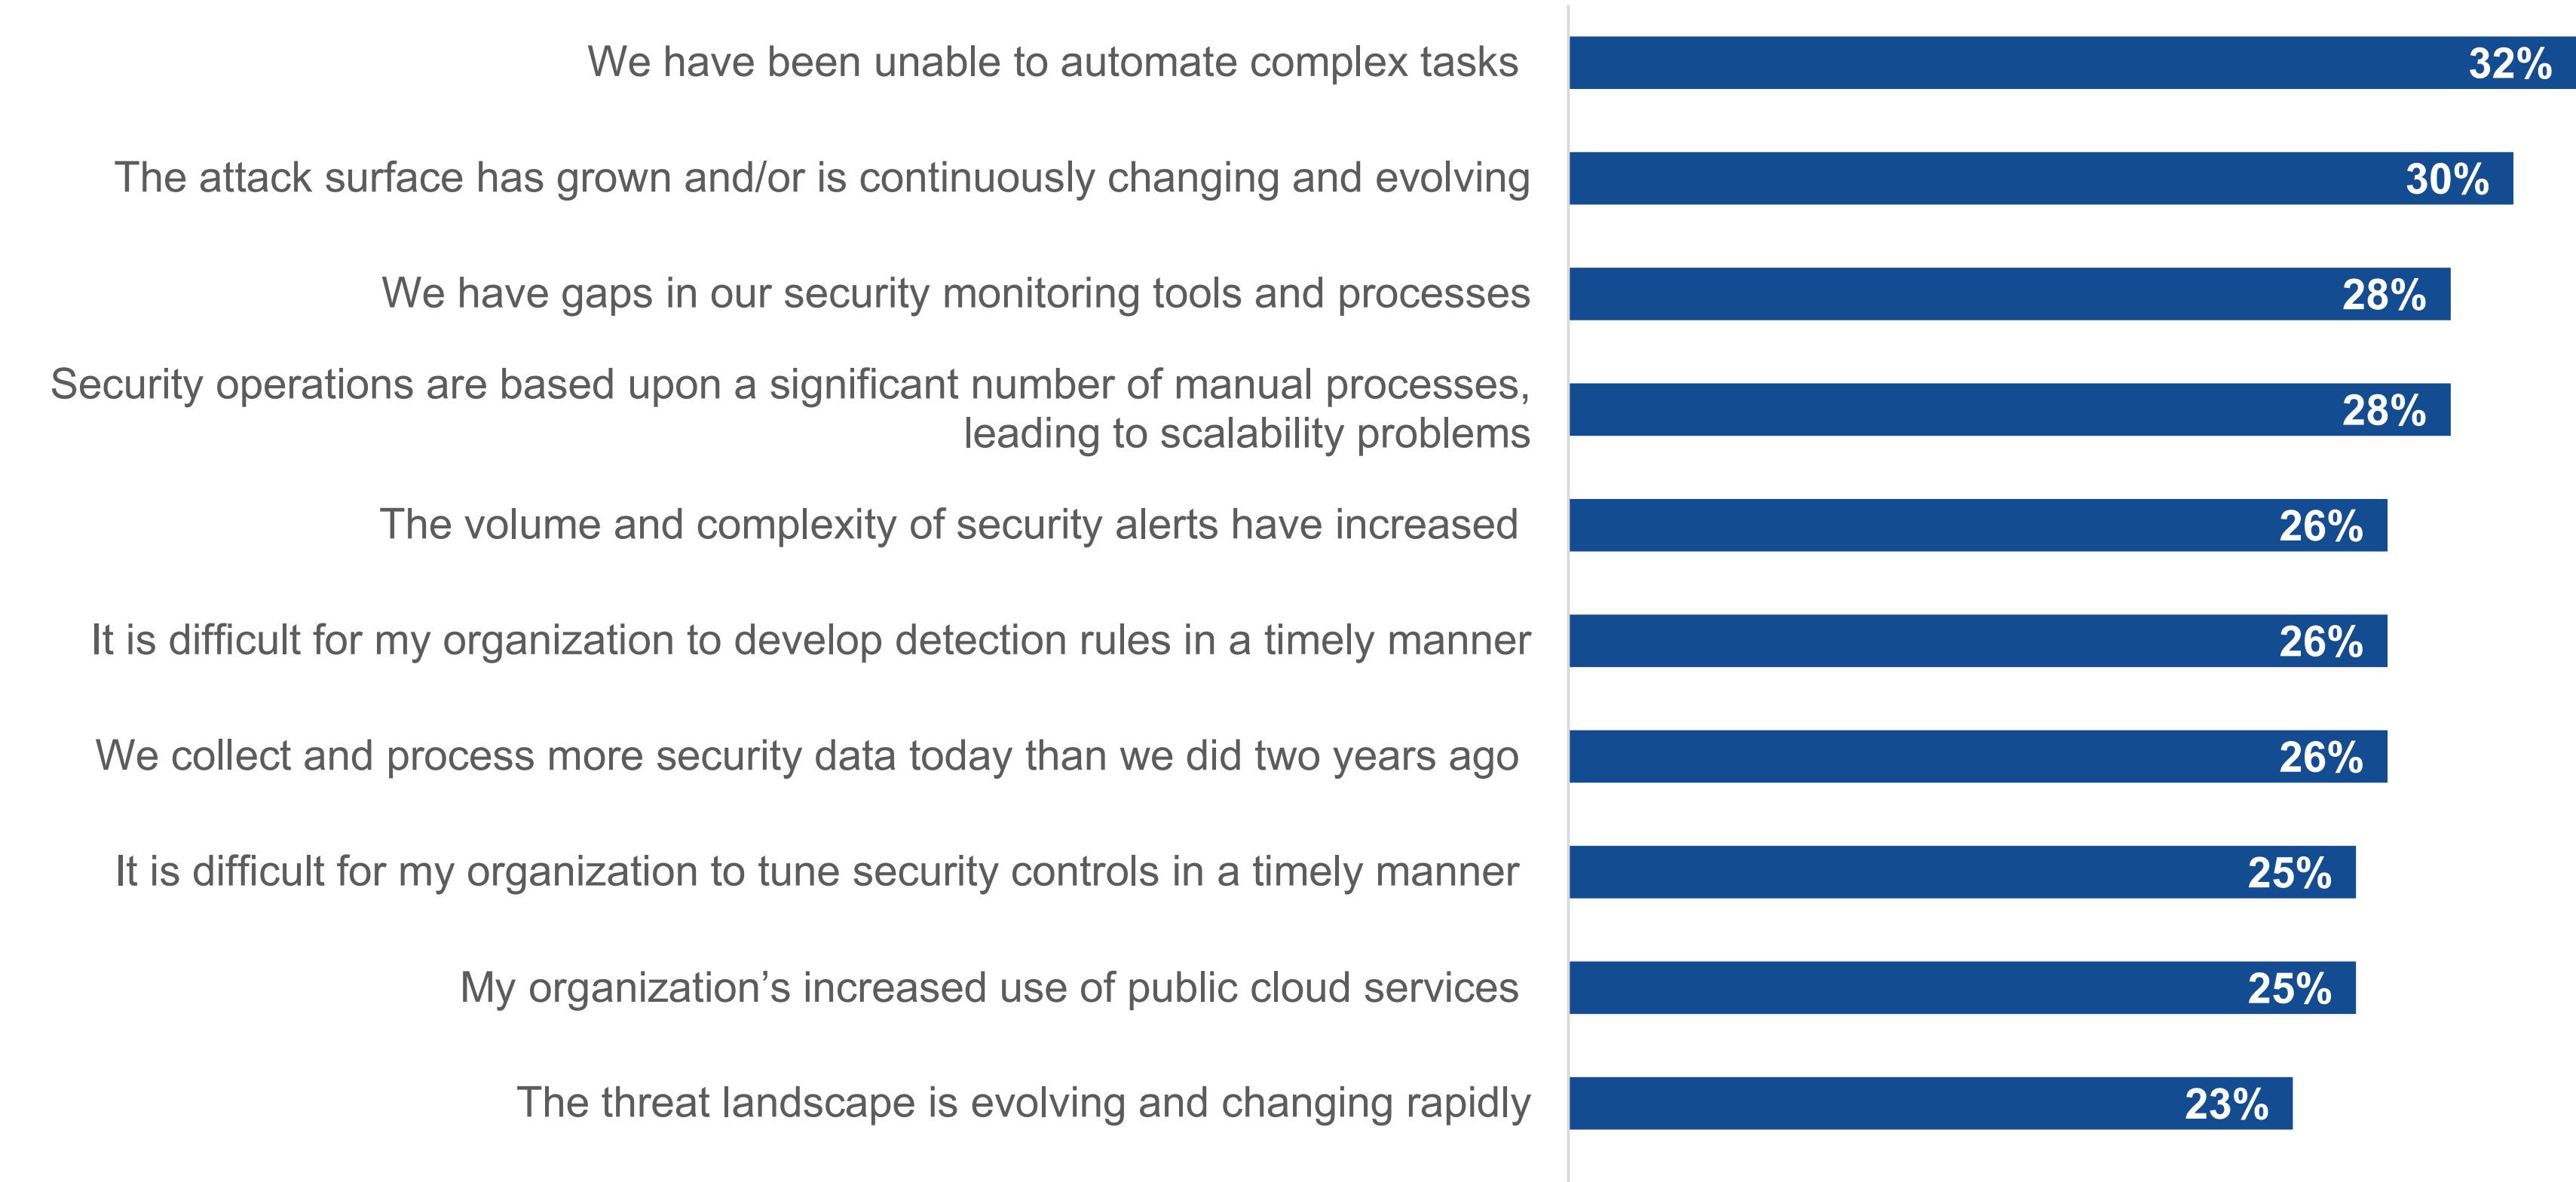 We have been unable to automate complex tasks
32%
The attack surface has grown and/or is continuously changing and evolving
30%
We have gaps in our security monitoring tools and processes
28%
Security operations are based upon a significant number of manual processes,
leading to scalability problems
28%
The volume and complexity of security alerts have increased
26%
It is difficult for my organization to develop detection rules in a timely manner
26%
We collect and process more security data today than we did two years ago
26%
It is difficult for my organization to tune security controls in a timely manner
25%
My organization’s increased use of public cloud services
25%
The threat landscape is evolving and changing rapidly
23%